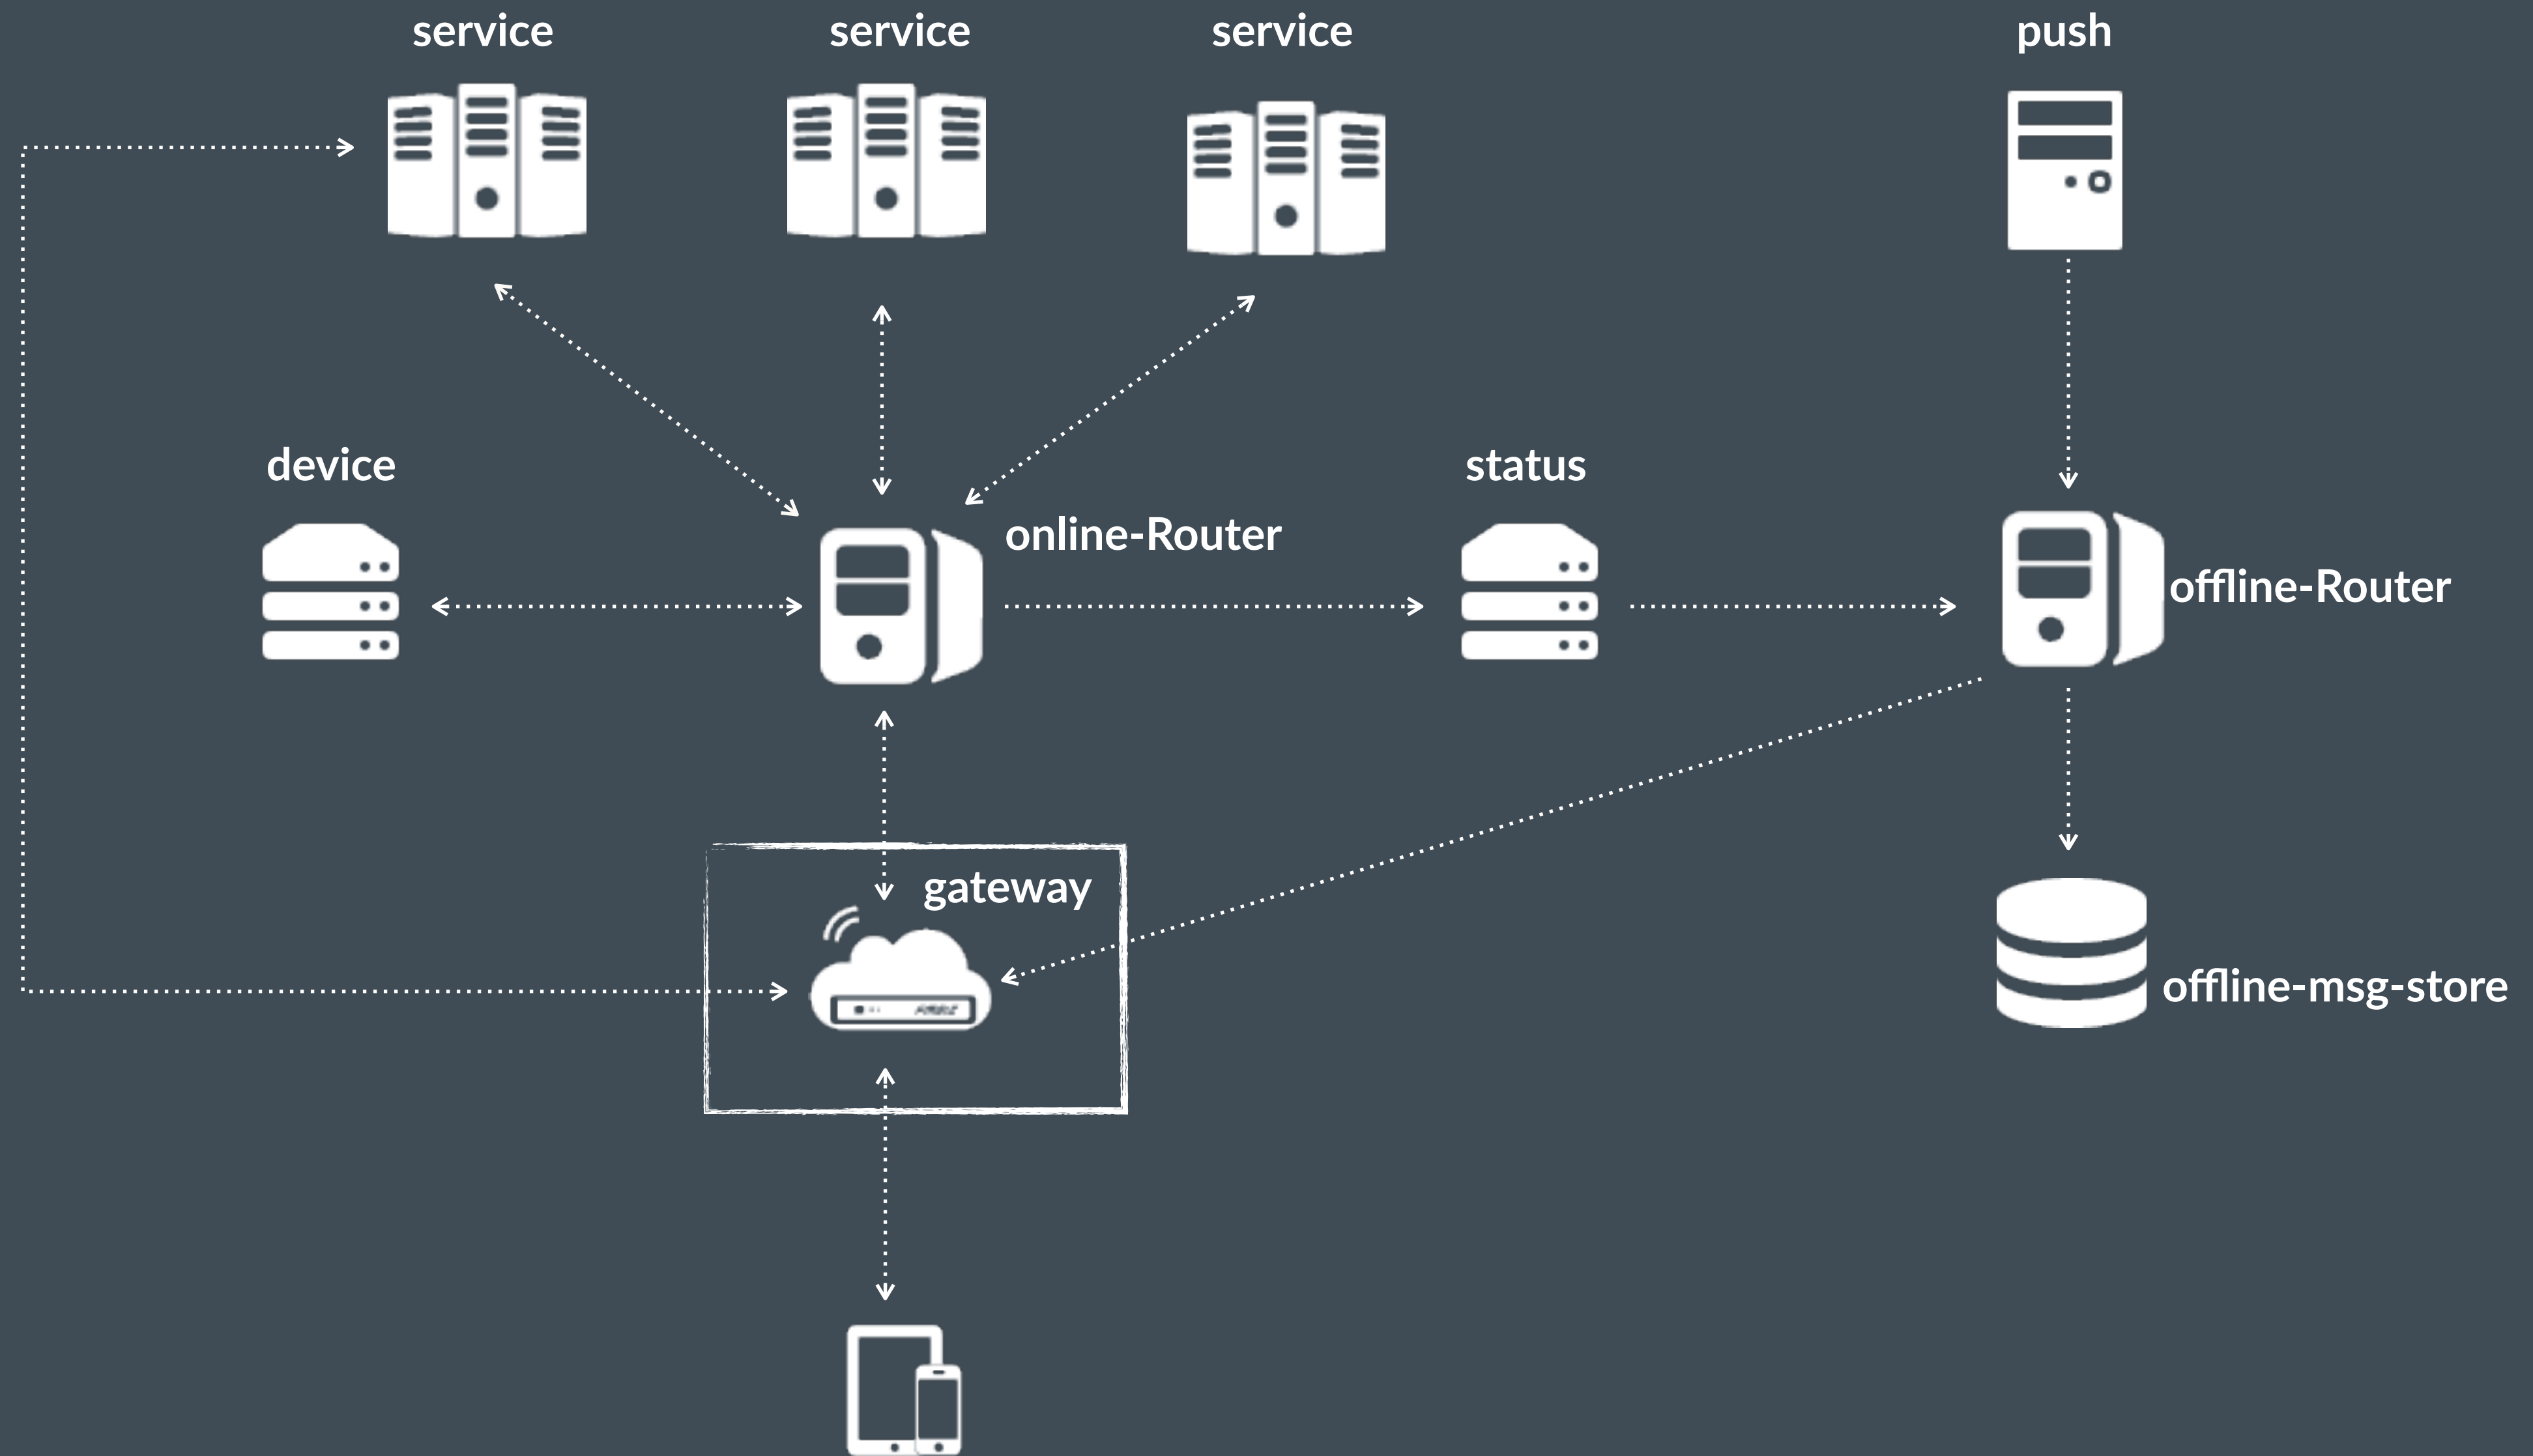 service
service
service
push
device
status
online-Router
offline-Router
gateway
offline-msg-store